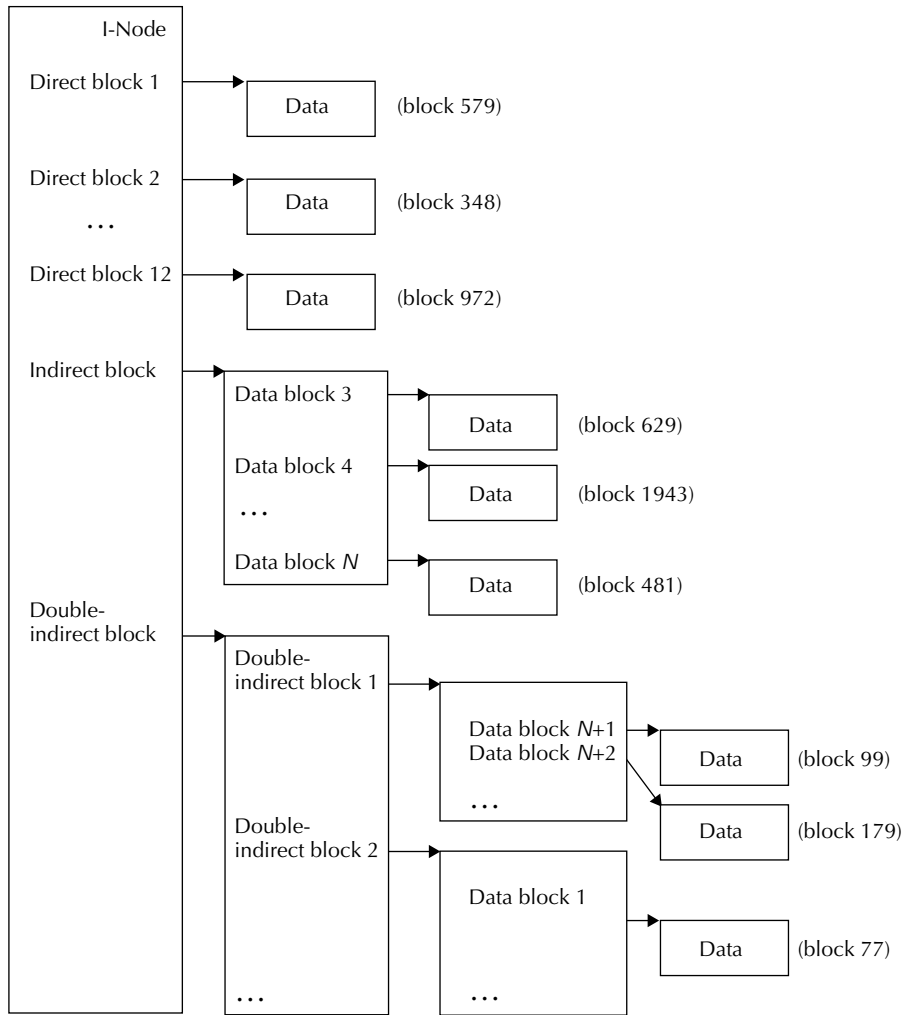 I-Node
Direct block 1
Data (block 579)
Direct block 2
Data (block 348)
...
Direct block 12
Data (block 972)
Indirect block
Data block 3
Data (block 629)
Data block 4
Data (block 1943)
...
Data block N
Data (block 481)
Double-
indirect block
Double-
indirect block 1
Data block N+1
Data block N+2
...
Data (block 99)
Data (block 179)
Double-
indirect block 2
Data block 1
Data (block 77)
...
...